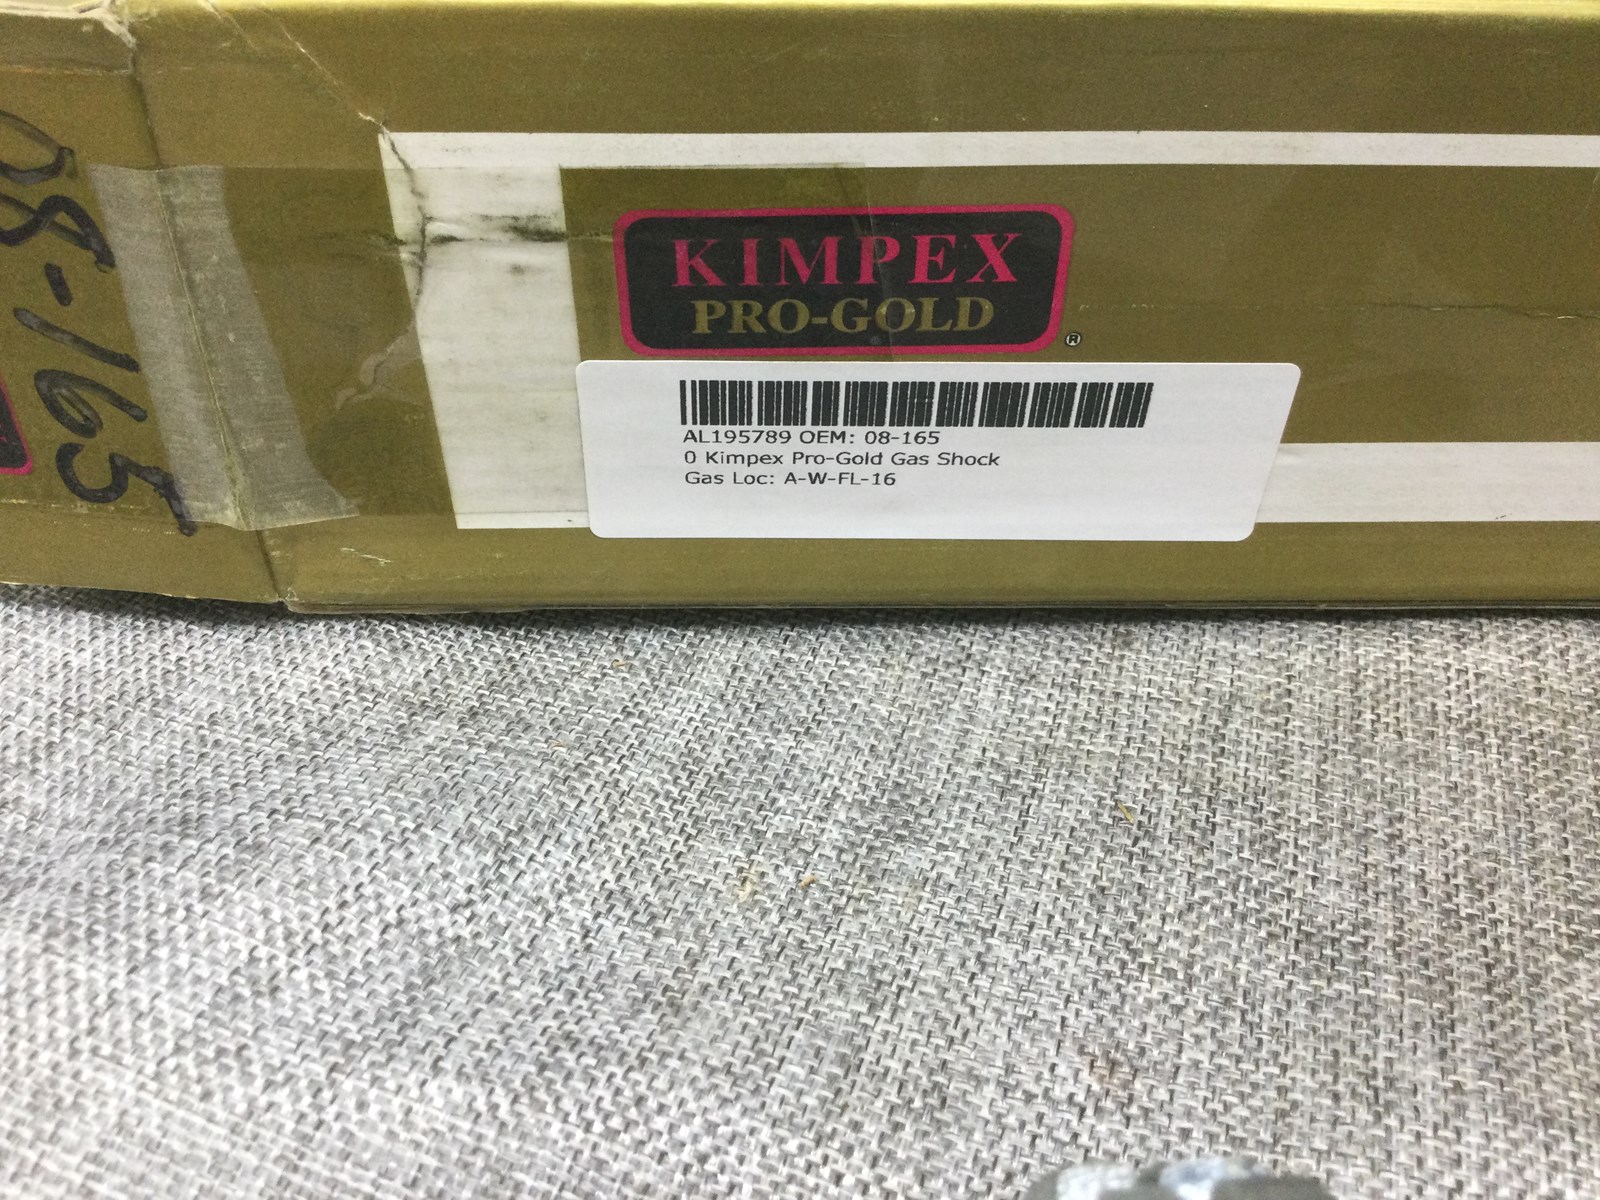 08-165
KIMPEX
PRO-GOLD
®
AL195789 OEM: 08-165
0 Kimpex Pro-Gold Gas Shock
Gas Loc: A-W-FL-16